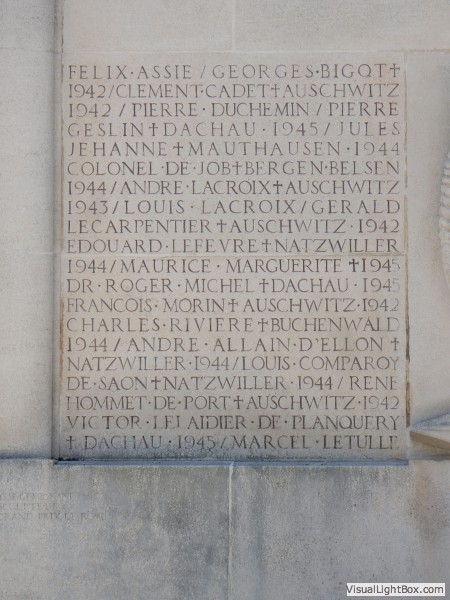 FELIX·ASSIE/GEORGES·BIGOT†
1942/CLEMENT·CADET†AUSCHWITZ
1942/PIERRE·DUCHEMIN/PIERRE
GESLIN†DACHAU·1945/JULES
JEHANNE†MAUTHAUSEN·1944
COLONEL·DE·JOB†BERGEN·BELSEN
1944/ANDRE·LACROIX†AUSCHWITZ
1943/LOUIS·LACROIX/GERALD
LECARPENTIER†AUSCHWITZ·1942
EDOUARD·LEFEVRE†NATZWILLER
1944/MAURICE·MARGUERITE†1945
DR·ROGER·MICHEL†DACHAU·1945
FRANCOIS·MORIN†AUSCHWITZ·1942
CHARLES·RIVIERE†BUCHENWALD
1944/ANDRE·ALLAIN·D'ELLON†
NATZWILLER·1944/LOUIS·COMPAROY
DE·SAON†NATZWILLER·1944/RENE
HOMMET·DE·PORT†AUSCHWITZ·1942
VICTOR·LELAIDIER·DE·PLANQUERY
†DACHAU·1945/MARCEL·LETULLE
GRAND PRIX DE ROME
VisualLightBox.com